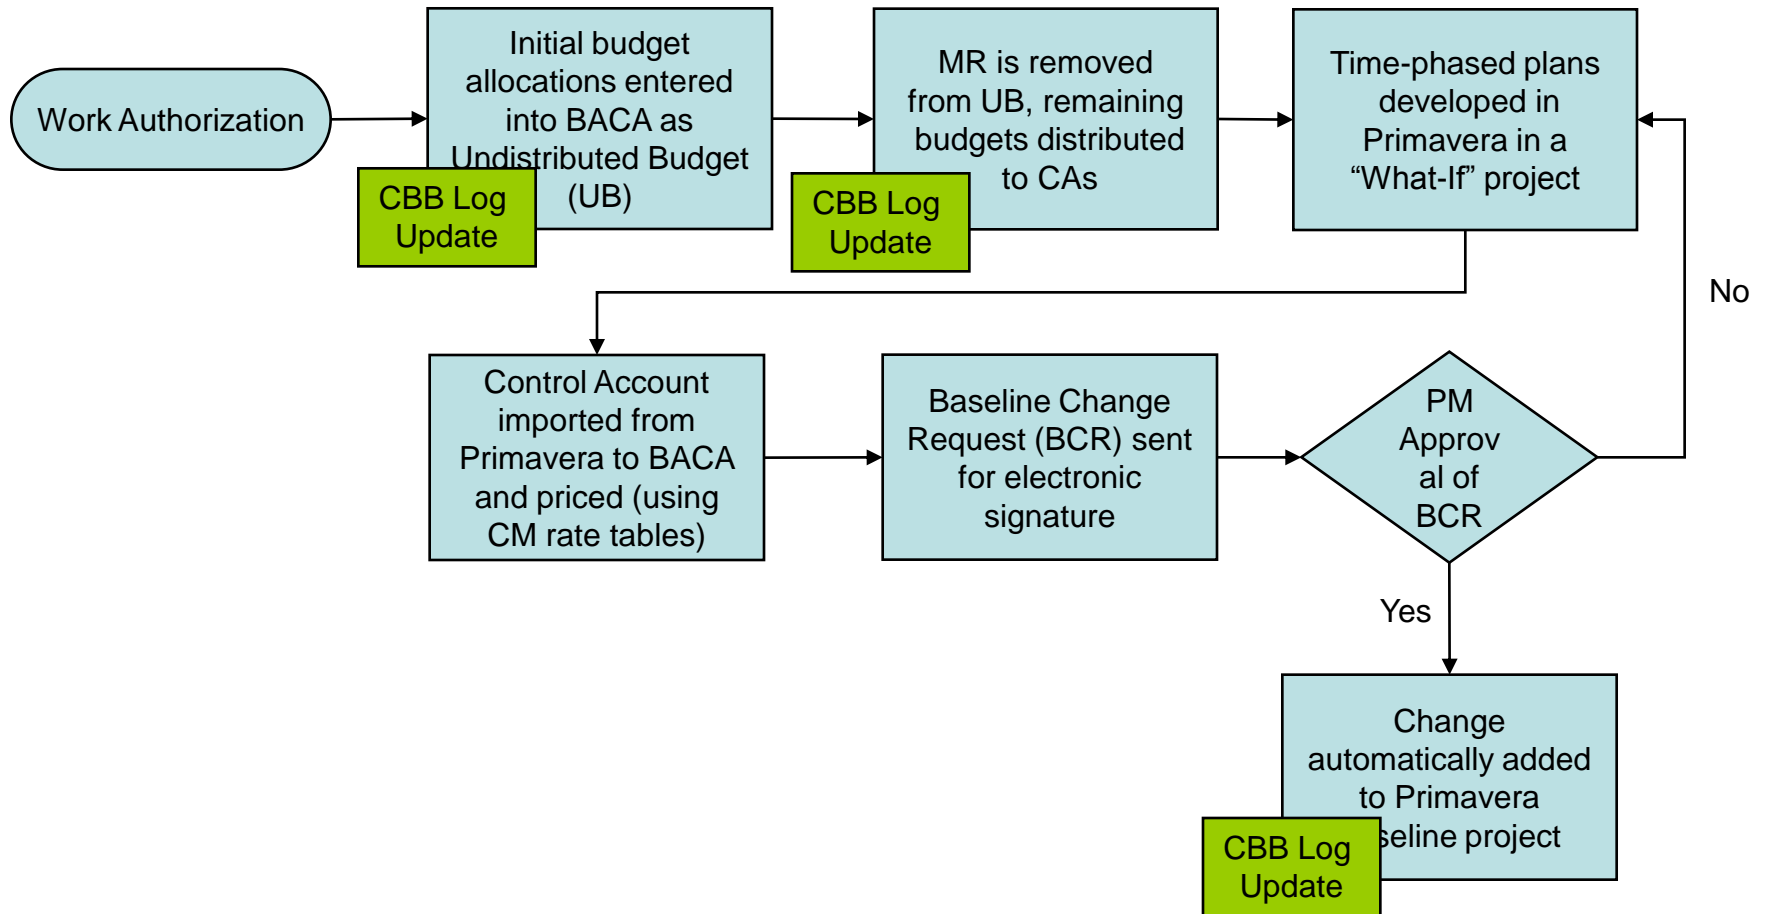 Work Authorization
Initial budget
allocations entered
into BACA as
Undistributed Budget
(UB)
CBB Log
Update
MR is removed
from UB, remaining
budgets distributed
to CAs
CBB Log
Update
Time-phased plans
developed in
Primavera in a
“What-If” project
No
Control Account
imported from
Primavera to BACA
and priced (using
CM rate tables)
Baseline Change
Request (BCR) sent
for electronic
signature
PM
Approv
al of
BCR
Yes
Change
automatically added
to Primavera
seline project
CBB Log
Update